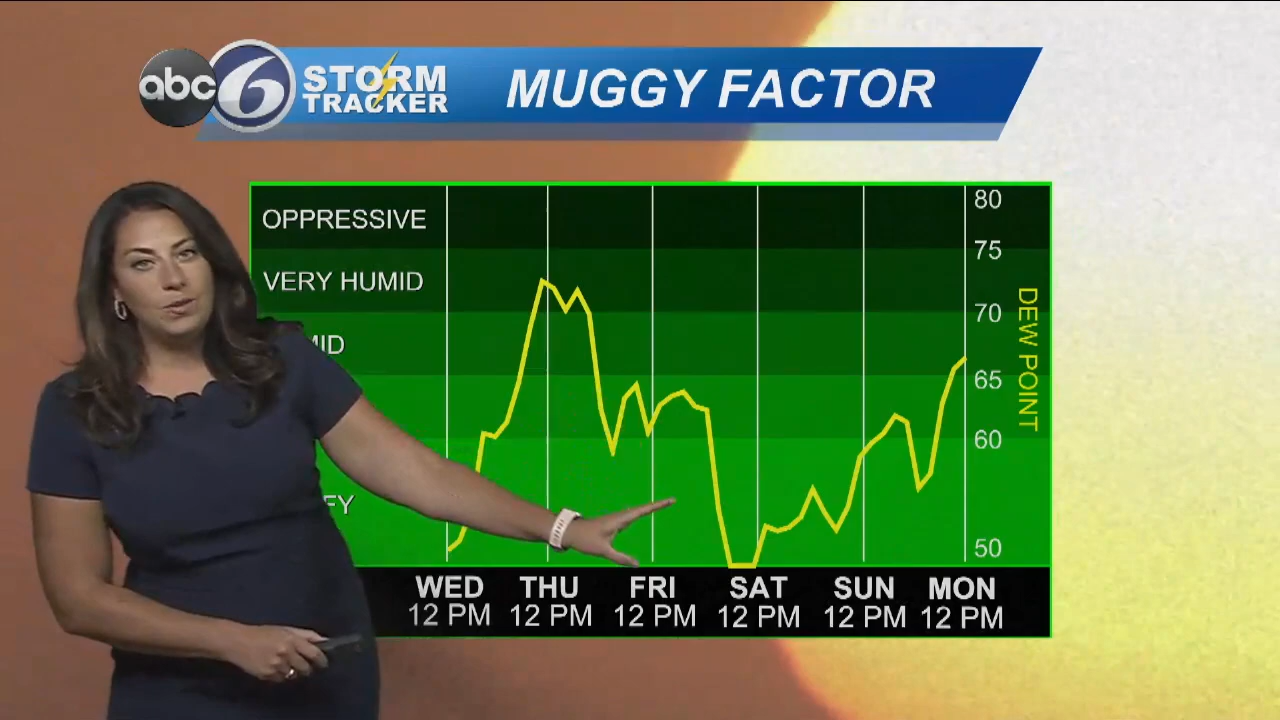 abc 6 STORM TRACKER
MUGGY FACTOR
OPPRESSIVE
VERY HUMID
80
75
70
65
60
50
DEW POINT
WED THU FRI SAT SUN MON
12 PM 12 PM 12 PM 12 PM 12 PM 12 PM